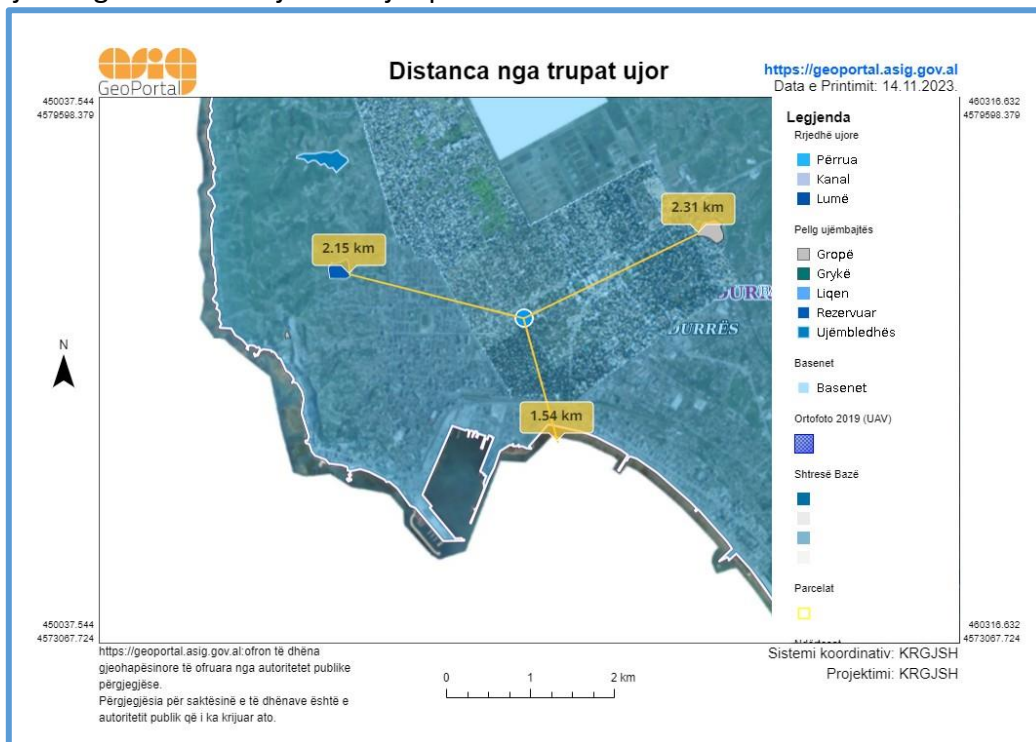 asig
GeoPortal
Distanca nga trupat ujor
https://geoportal.asig.gov.al
Data e Printimit: 14.11.2023.
450037.544
4579598.379
460316.632
4579598.379
Legjenda
Rrjedhë ujore
Përrua
Kanal
Lumë
Pellg ujëmbajtës
Gropë
Grykë
Liqen
Rezervuar
Ujëmbledhës
Basenet
Basenet
Ortofoto 2019 (UAV)
Shtresë Bazë
Parcelat
2.31 km
2.15 km
DURRËS
1.54 km
N
450037.544
4573067.724
460316.632
4573067.724
https://geoportal.asig.gov.al:ofron të dhëna
gjeohapësinore të ofruara nga autoritetet publike
përgjegjëse.
Përgjegjësia për saktësinë e të dhënave është e
autoritetit publik që i ka krijuar ato.
0 1 2 km
Sistemi koordinativ: KRGJSH
Projektimi: KRGJSH